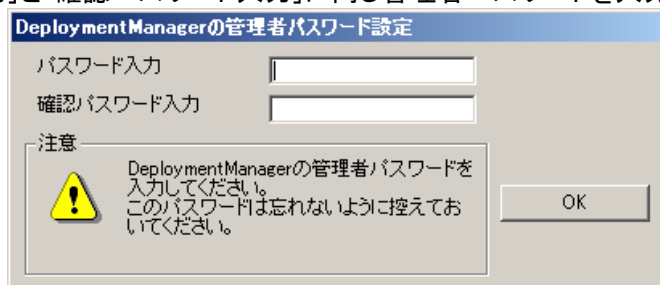 DeploymentManagerの管理者パスワード設定
パスワード入力
確認パスワード入力
注意
DeploymentManagerの管理者パスワードを
入力してください。
このパスワードは忘れないように控えてお
いてください。
OK